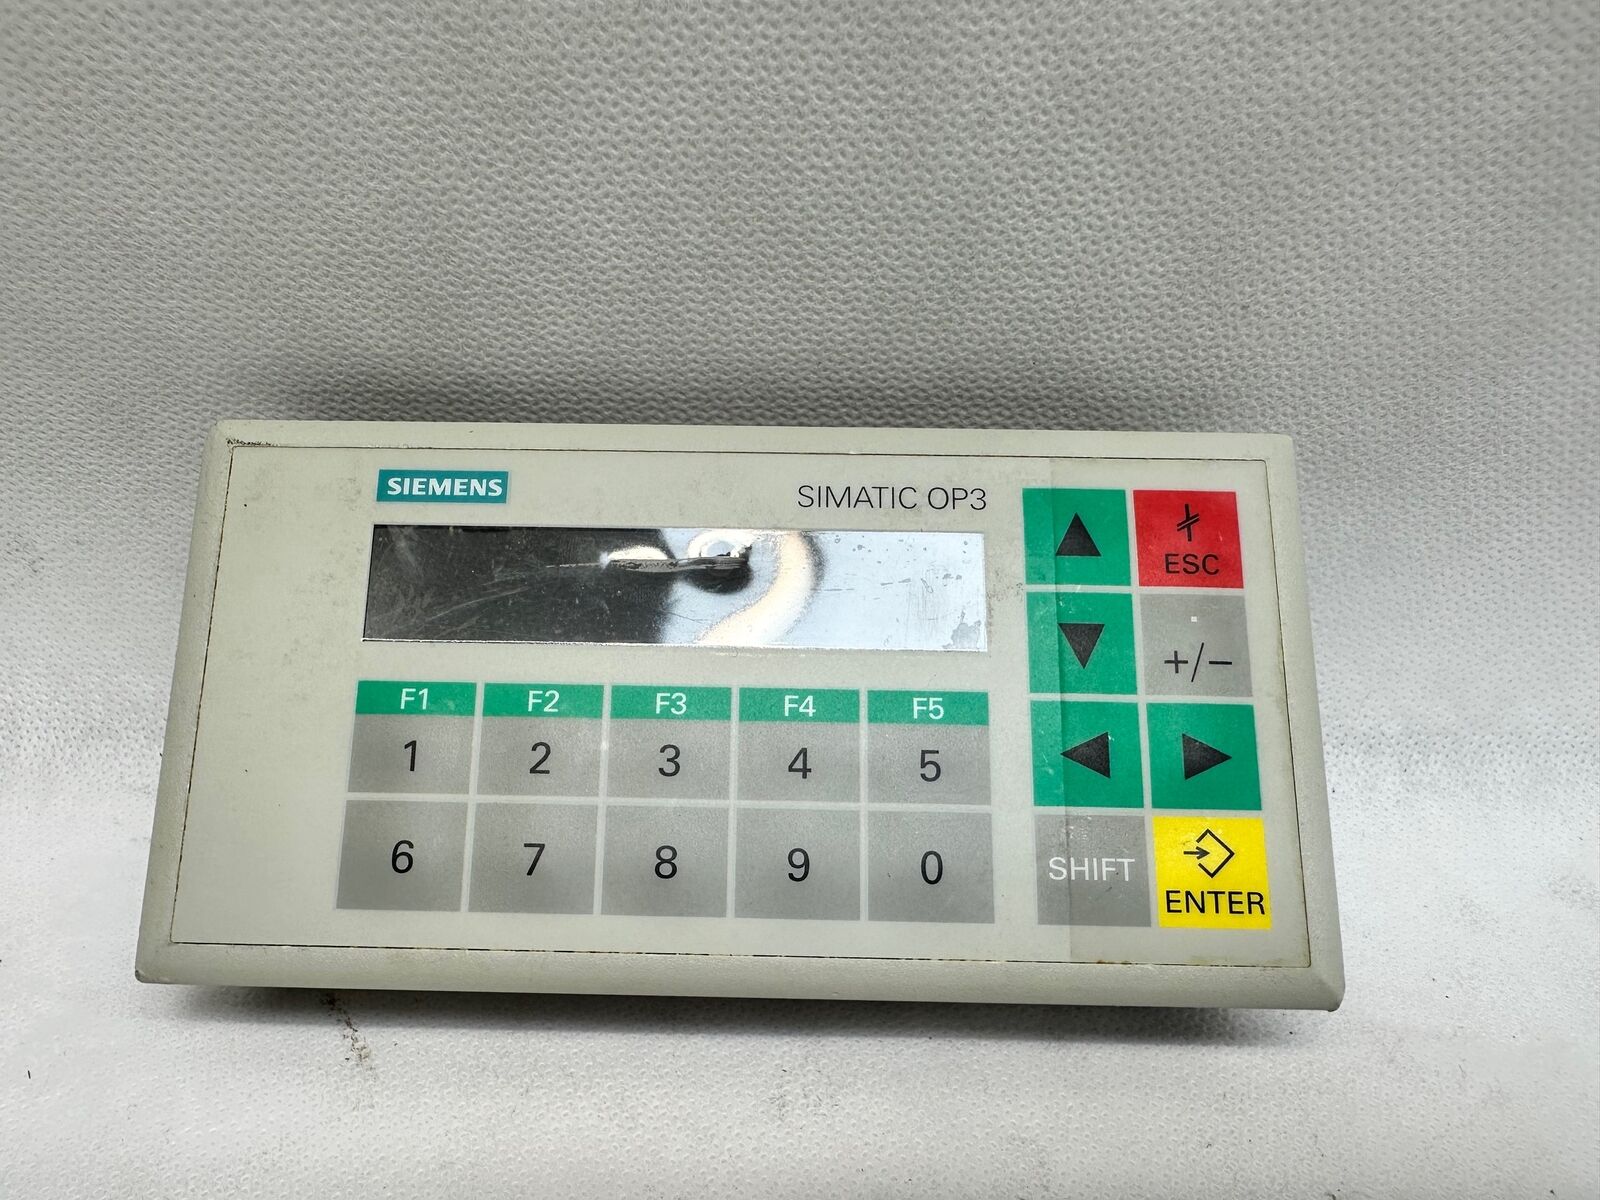 SIEMENS
SIMATIC OP3
ESC
. 
+/−
F1 F2 F3 F4 F5
1 2 3 4 5
6 7 8 9 0
SHIFT
ENTER